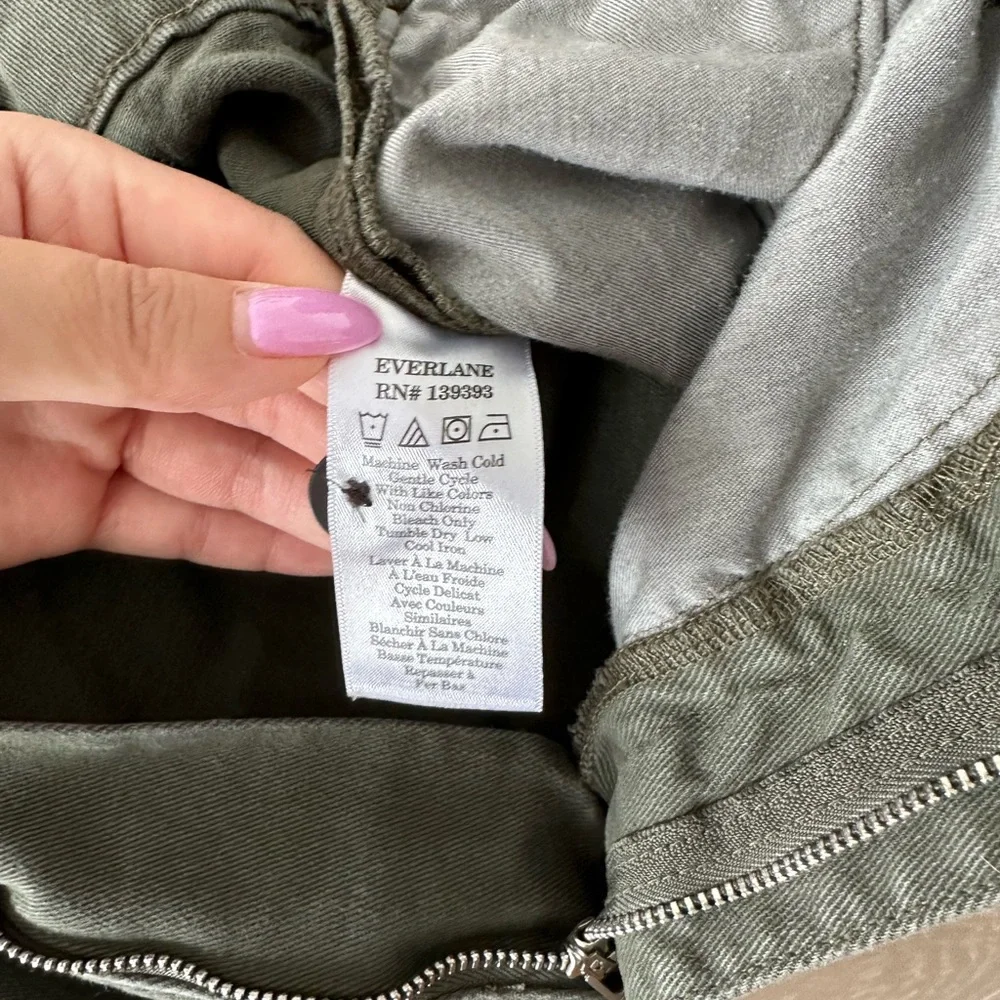 EVERLANE
RN# 139393
Machine Wash Cold
Gentle Cycle
With Like Colors
Non Chlorine
Bleach Only
Tumble Dry Low
Cool Iron
Laver À La Machine
À L'eau Froide
Cycle Delicat
Avec Couleurs
Similaires
Blanchir Sans Chlore
Sécher À La Machine
Basse Température
Repasser à
Fer Bas